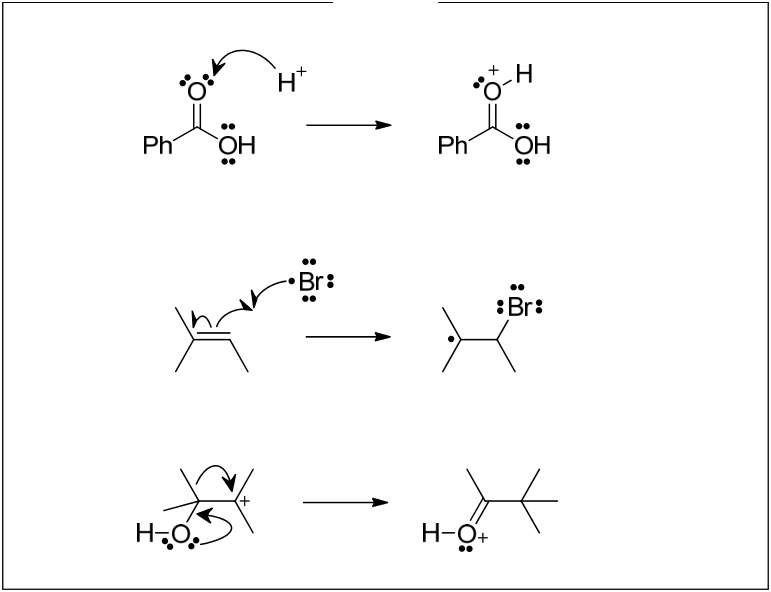 H+ H
+
O O
Ph OH Ph OH
Br Br
+
H O H O +